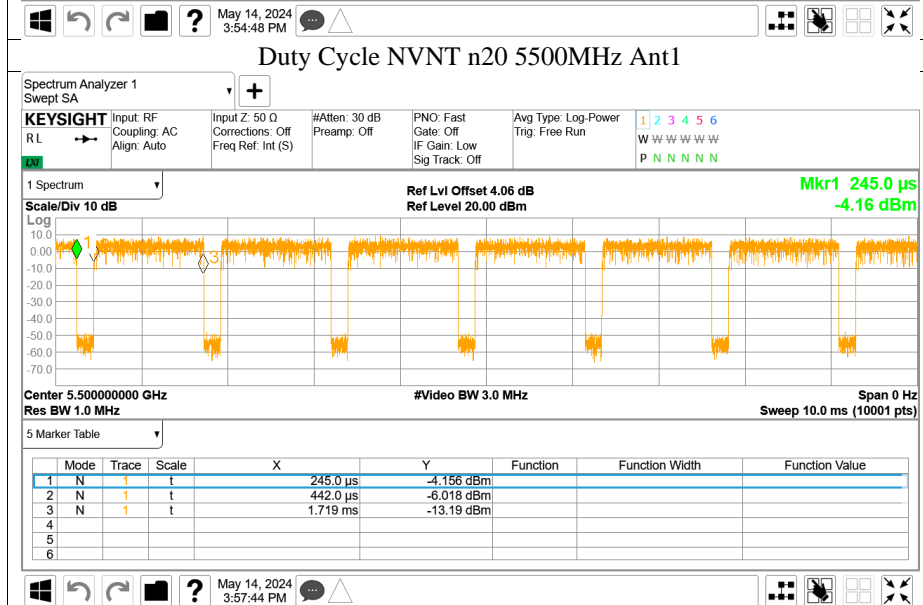 May 14, 2024
3:54:48 PM
Duty Cycle NVNT n20 5500MHz Ant1
Spectrum Analyzer 1
Swept SA
+
KEYSIGHT
R L
LXI
Input: RF
Coupling: AC
Align: Auto
Input Z: 50 Ω
Corrections: Off
Freq Ref: Int (S)
#Atten: 30 dB
Preamp: Off
PNO: Fast
Gate: Off
IF Gain: Low
Sig Track: Off
Avg Type: Log-Power
Trig: Free Run
1 2 3 4 5 6
W W W W W W
P N N N N N
1 Spectrum
Scale/Div 10 dB
Ref Lvl Offset 4.06 dB
Ref Level 20.00 dBm
Mkr1 245.0 µs
-4.16 dBm
Log
10.0
0.00
-10.0
-20.0
-30.0
-40.0
-50.0
-60.0
-70.0
1
3
Center 5.500000000 GHz
Res BW 1.0 MHz
#Video BW 3.0 MHz
Span 0 Hz
Sweep 10.0 ms (10001 pts)
5 Marker Table
Mode Trace Scale X Y Function Function Width Function Value
1 N 1 t 245.0 µs -4.156 dBm
2 N 1 t 442.0 µs -6.018 dBm
3 N 1 t 1.719 ms -13.19 dBm
4
5
6
May 14, 2024
3:57:44 PM